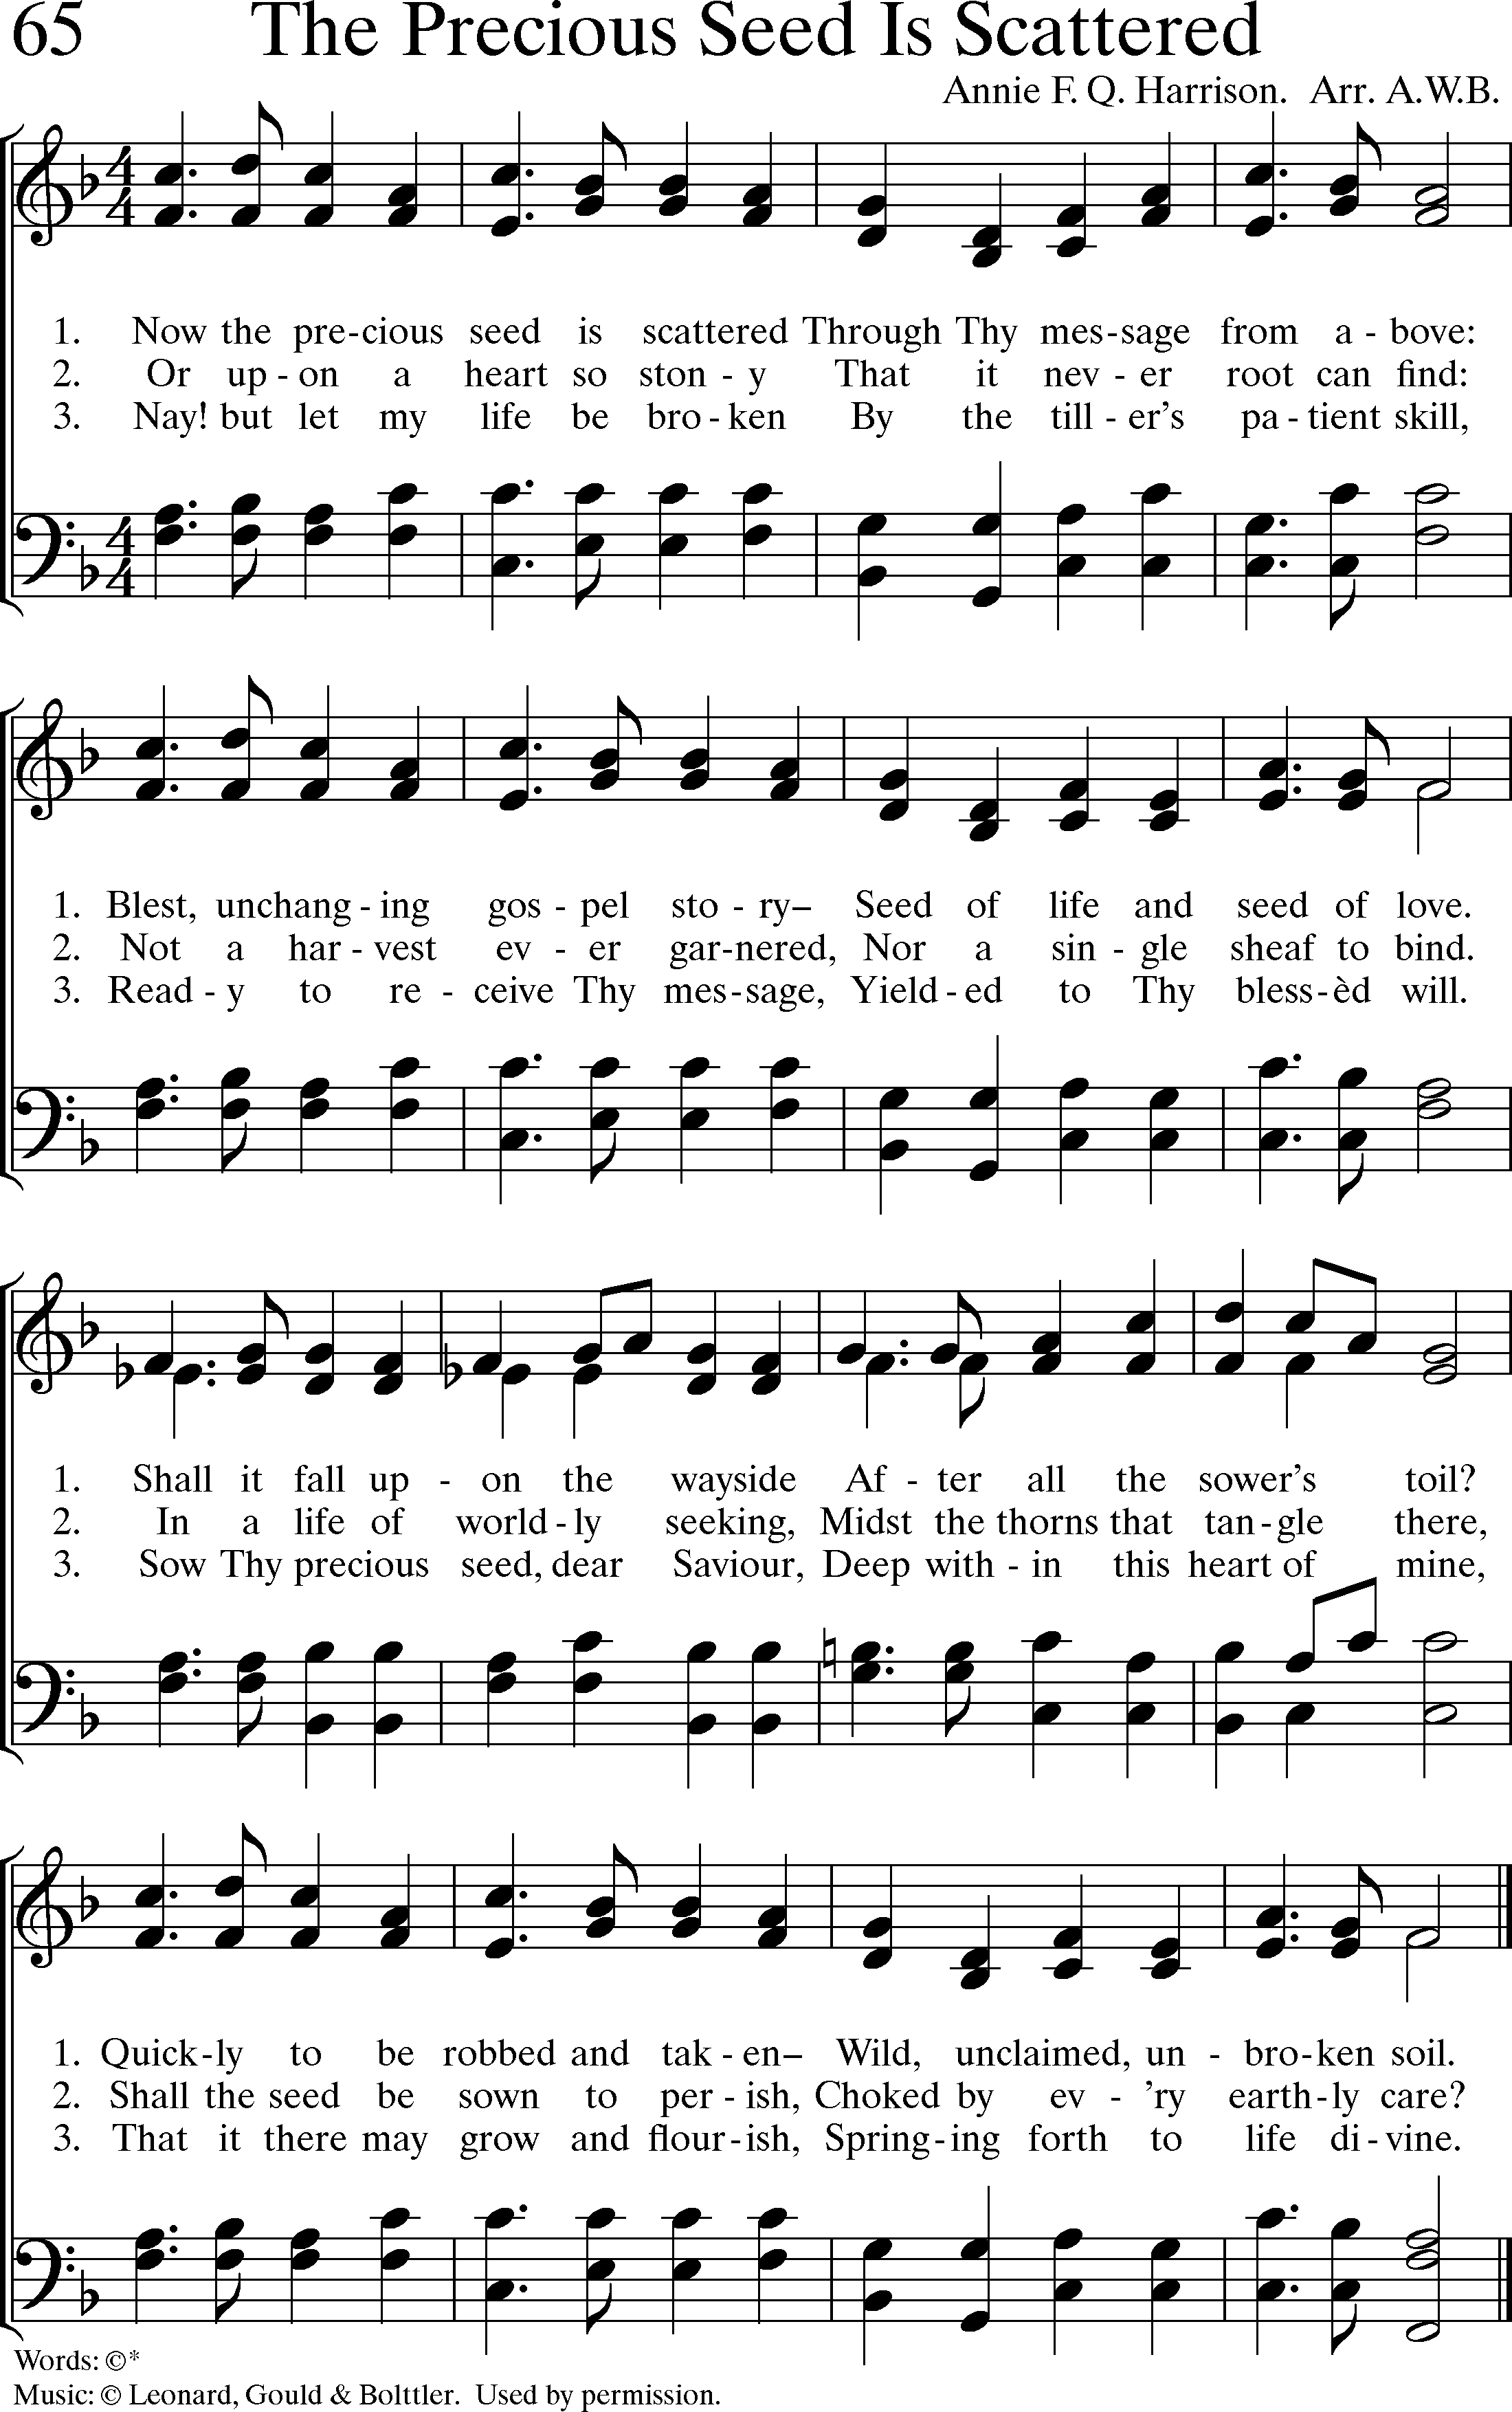 65 The Precious Seed Is Scattered
Annie F. Q. Harrison. Arr. A.W.B.
1. Now the pre-cious seed is scattered Through Thy mes-sage from a - bove:
2. Or up - on a heart so ston - y That it nev - er root can find:
3. Nay! but let my life be bro - ken By the till - er's pa - tient skill,
1. Blest, unchang - ing gos - pel sto - ry– Seed of life and seed of love.
2. Not a har - vest ev - er gar-nered, Nor a sin - gle sheaf to bind.
3. Read - y to re - ceive Thy mes-sage, Yield - ed to Thy bless-èd will.
1. Shall it fall up - on the wayside Af - ter all the sower's toil?
2. In a life of world - ly seeking, Midst the thorns that tan - gle there,
3. Sow Thy precious seed, dear Saviour, Deep with - in this heart of mine,
1. Quick-ly to be robbed and tak - en– Wild, unclaimed, un - bro-ken soil.
2. Shall the seed be sown to per - ish, Choked by ev - 'ry earth-ly care?
3. That it there may grow and flour-ish, Spring-ing forth to life di - vine.
Words: ©*
Music: © Leonard, Gould & Bolttler. Used by permission.